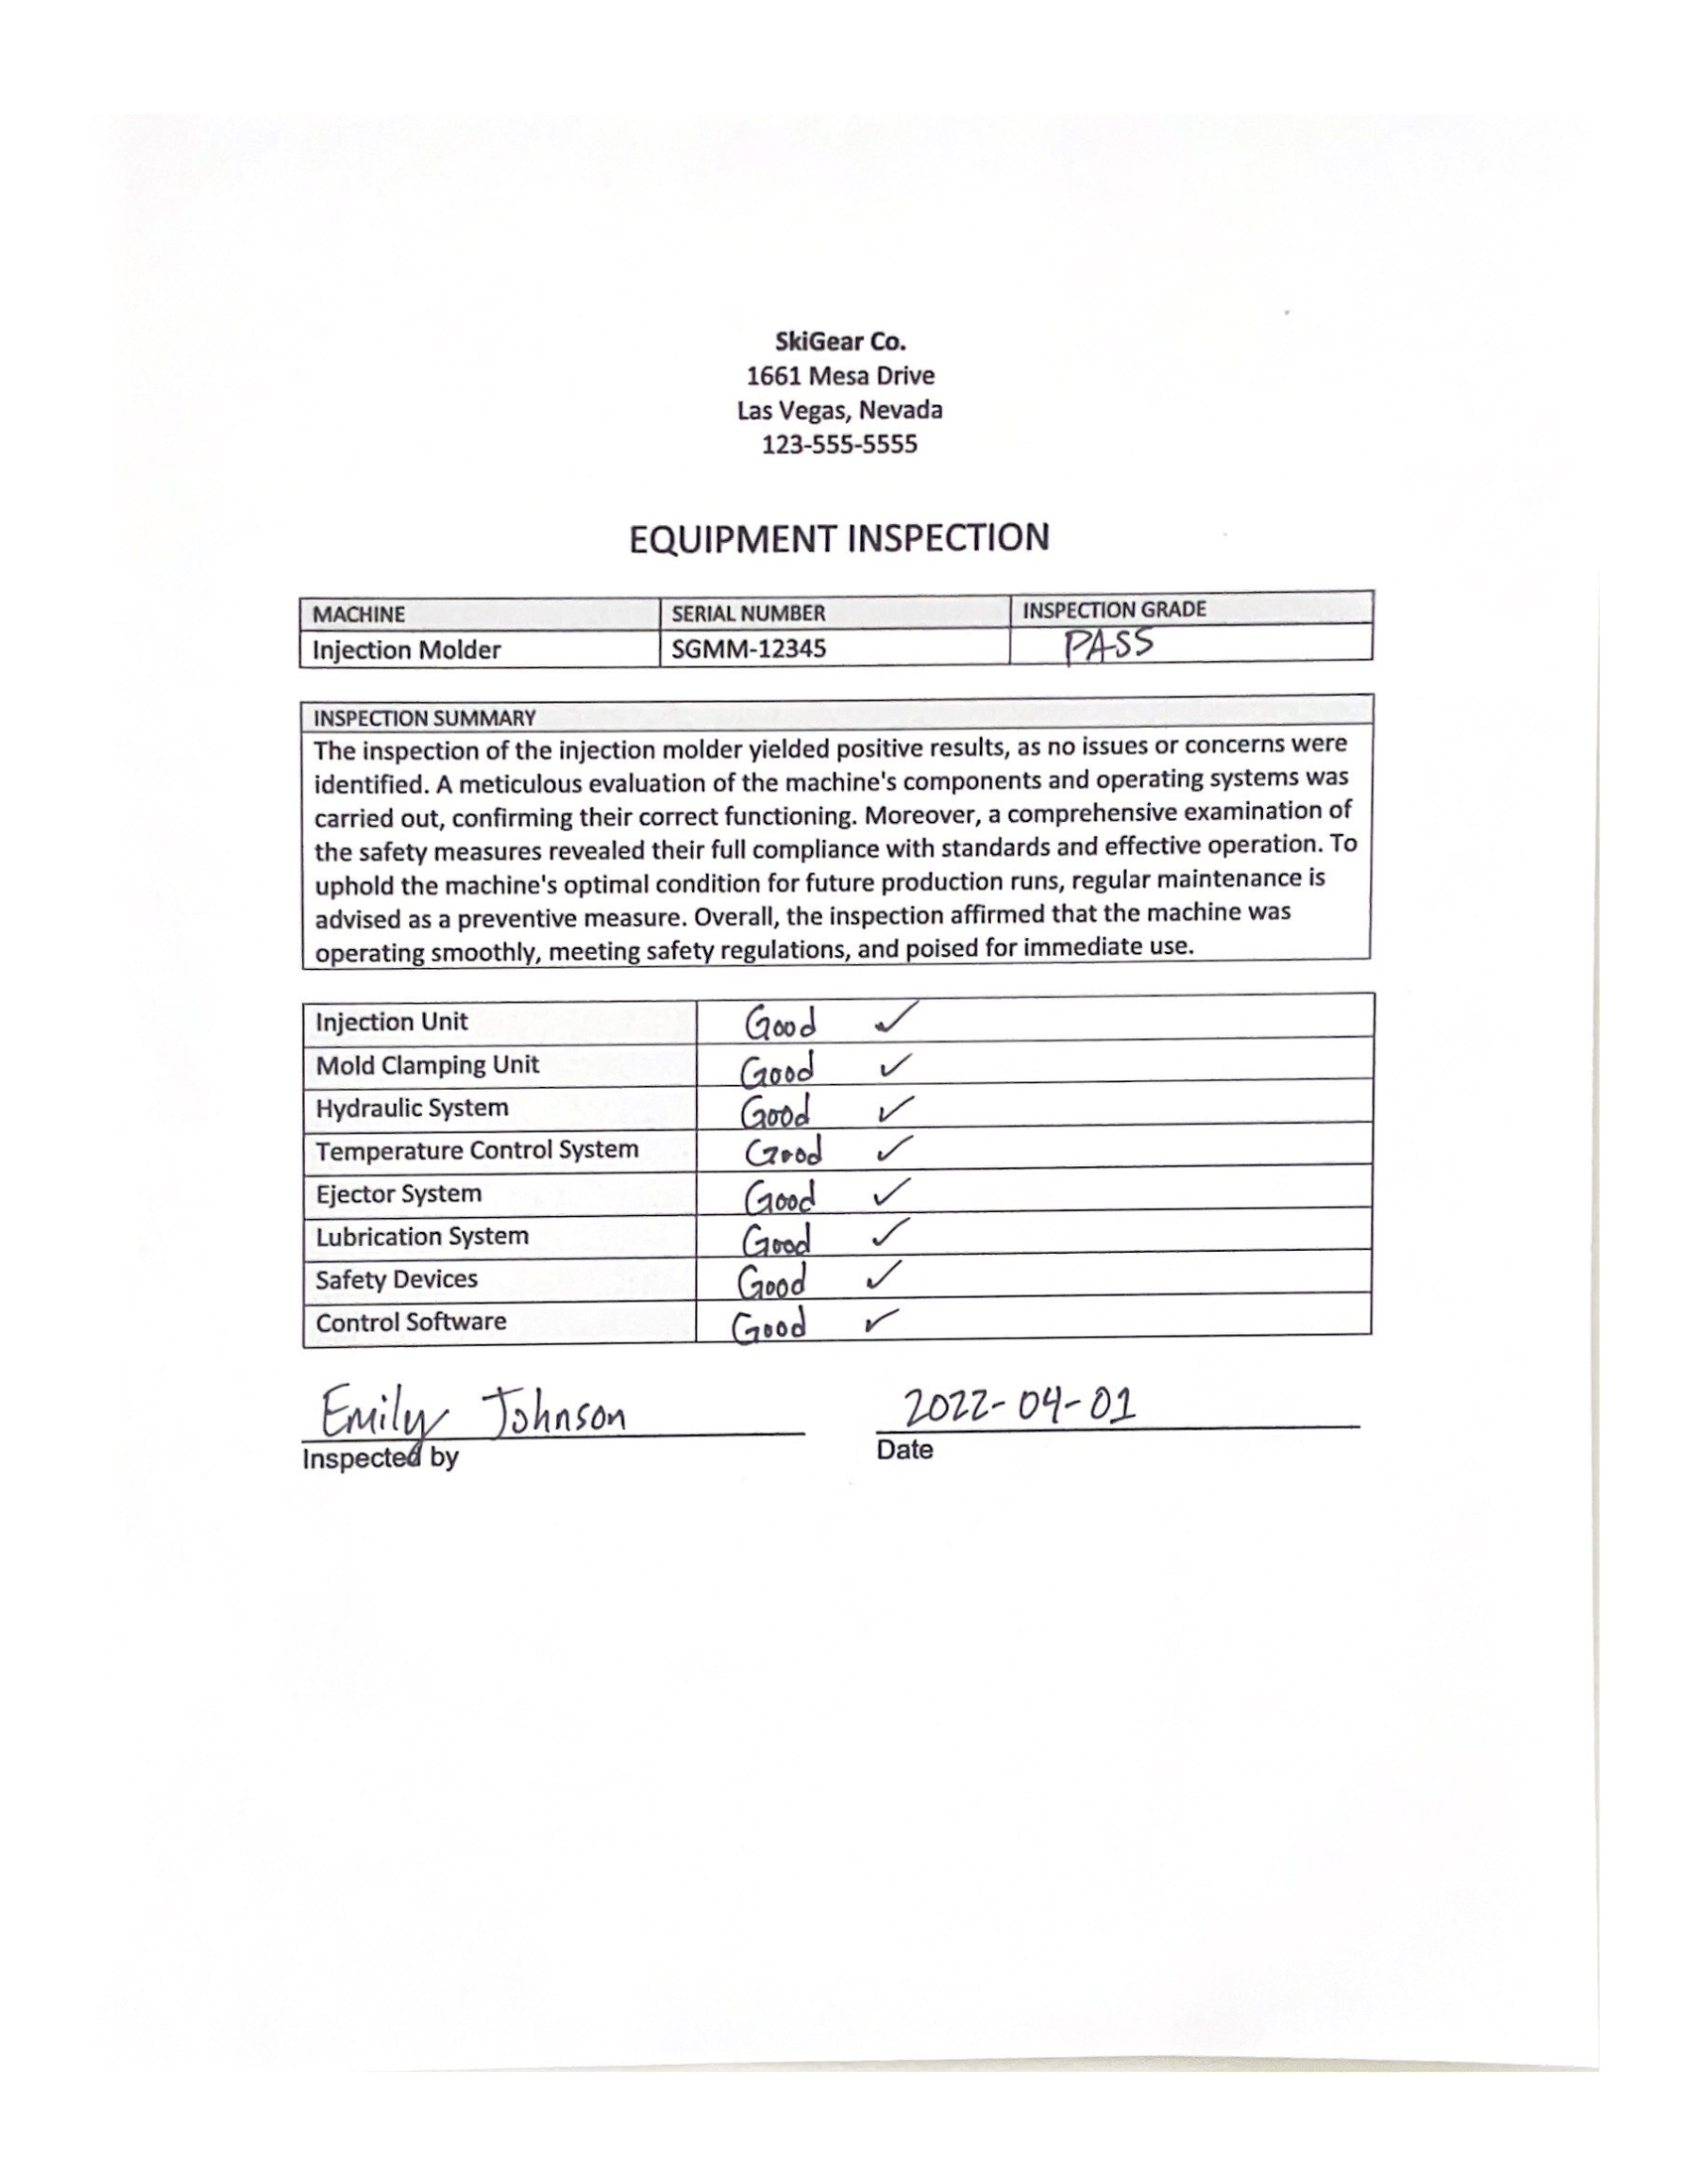 SkiGear Co.
1661 Mesa Drive
Las Vegas, Nevada
123-555-5555
EQUIPMENT INSPECTION
MACHINE SERIAL NUMBER INSPECTION GRADE
Injection Molder SGMM-12345 PASS
INSPECTION SUMMARY
The inspection of the injection molder yielded positive results, as no issues or concerns were
identified. A meticulous evaluation of the machine's components and operating systems was
carried out, confirming their correct functioning. Moreover, a comprehensive examination of
the safety measures revealed their full compliance with standards and effective operation. To
uphold the machine's optimal condition for future production runs, regular maintenance is
advised as a preventive measure. Overall, the inspection affirmed that the machine was
operating smoothly, meeting safety regulations, and poised for immediate use.
Injection Unit Good ✓
Mold Clamping Unit Good ✓
Hydraulic System Good ✓
Temperature Control System Good ✓
Ejector System Good ✓
Lubrication System Good ✓
Safety Devices Good ✓
Control Software Good ✓
Emily Johnson 2022-04-01
Inspected by Date